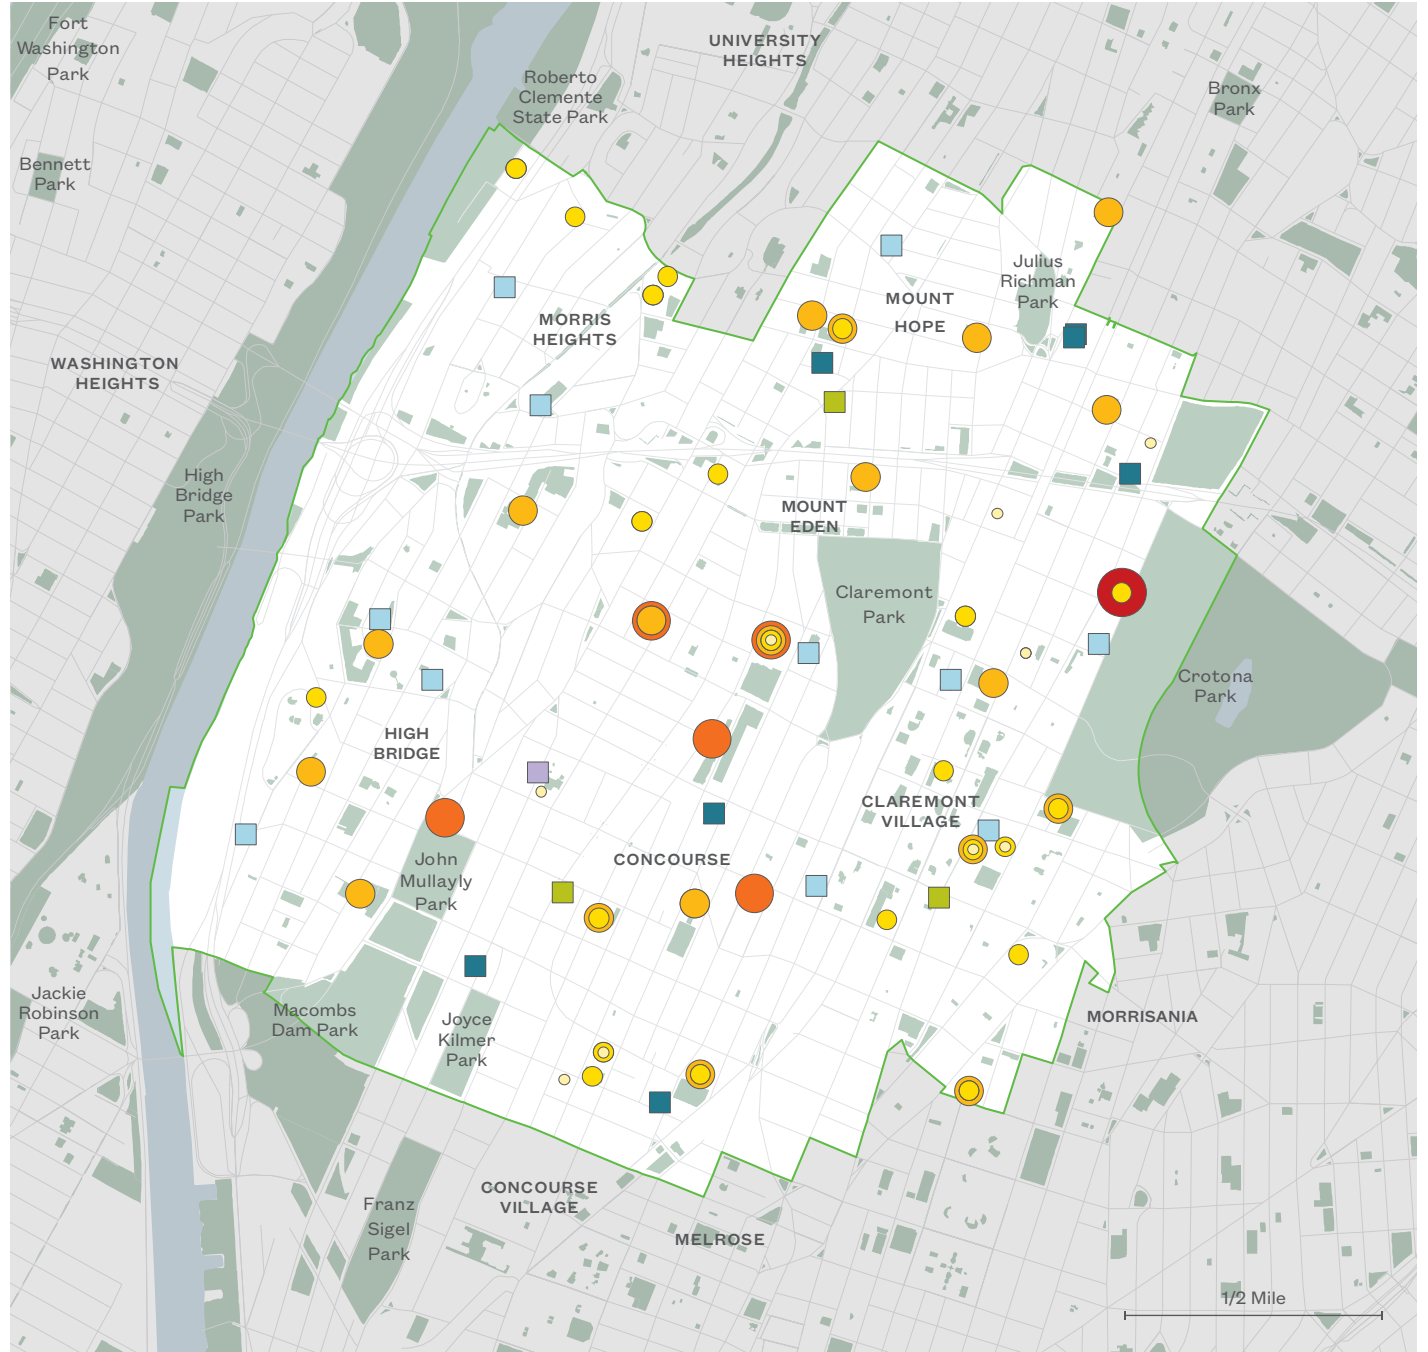 Fort
Washington
Park
UNIVERSITY
HEIGHTS
Roberto
Clemente
State Park
Bronx
Park
Bennett
Park
Julius
Richman
Park
MOUNT
HOPE
MORRIS
HEIGHTS
WASHINGTON
HEIGHTS
High
Bridge
Park
MOUNT
EDEN
Claremont
Park
Crotona
Park
HIGH
BRIDGE
CLAREMONT
VILLAGE
CONCOURSE
John
Mullayly
Park
Jackie
Robinson
Park
Macombs
Dam Park
Joyce
Kilmer
Park
MORRISANIA
CONCOURSE
VILLAGE
Franz
Sigel
Park
MELROSE
1/2 Mile